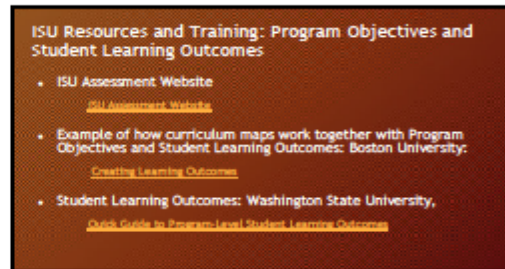 ISU Resources and Training: Program Objectives and
Student Learning Outcomes
• ISU Assessment Website
ISU Assessment Website
• Example of how curriculum maps work together with Program
Objectives and Student Learning Outcomes: Boston University:
Creating Learning Outcomes
• Student Learning Outcomes: Washington State University,
Quick Guide to Program-Level Student Learning Outcomes